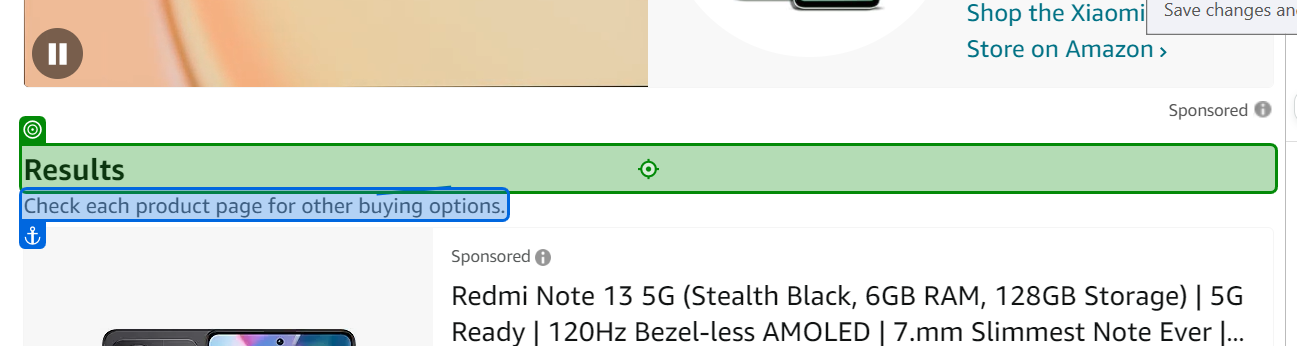 Shop the Xiaomi
Save changes an
Store on Amazon ›
Sponsored
Results
Check each product page for other buying options.
Sponsored
Redmi Note 13 5G (Stealth Black, 6GB RAM, 128GB Storage) | 5G
Ready | 120Hz Bezel-less AMOLED | 7.mm Slimmest Note Ever |...